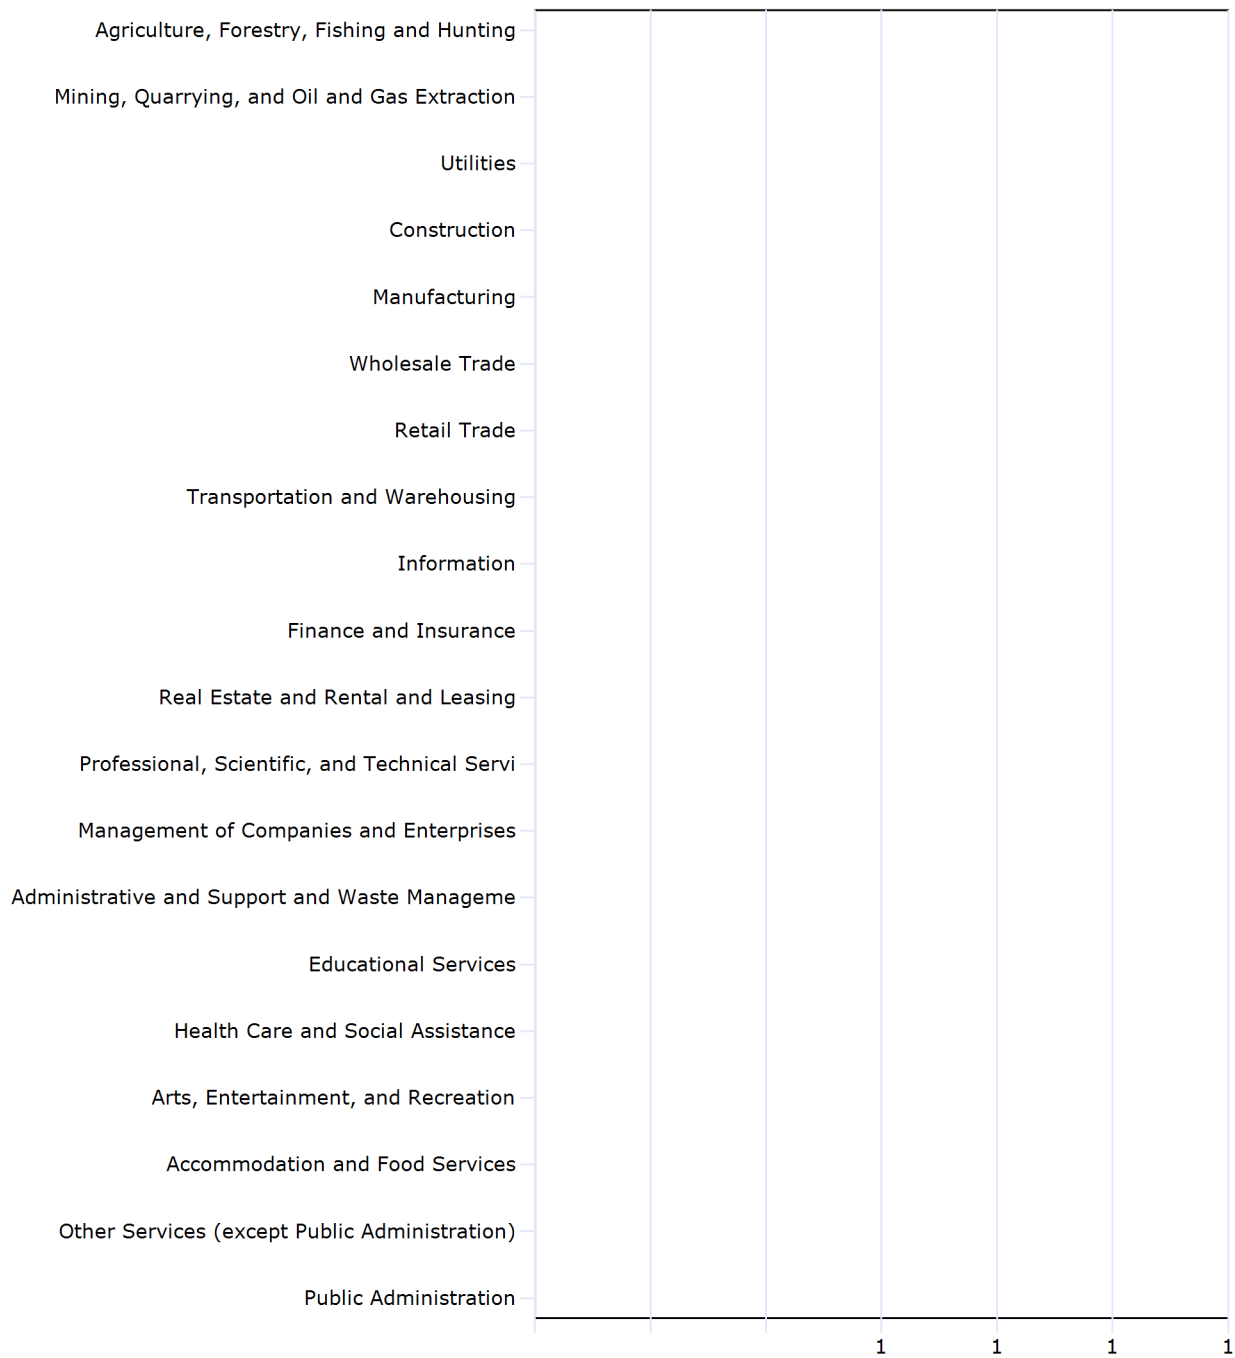 Agriculture, Forestry, Fishing and Hunting
Mining, Quarrying, and Oil and Gas Extraction
Utilities
Construction
Manufacturing
Wholesale Trade
Retail Trade
Transportation and Warehousing
Information
Finance and Insurance
Real Estate and Rental and Leasing
Professional, Scientific, and Technical Servi
Management of Companies and Enterprises
Administrative and Support and Waste Manageme
Educational Services
Health Care and Social Assistance
Arts, Entertainment, and Recreation
Accommodation and Food Services
Other Services (except Public Administration)
Public Administration
1 1 1 1